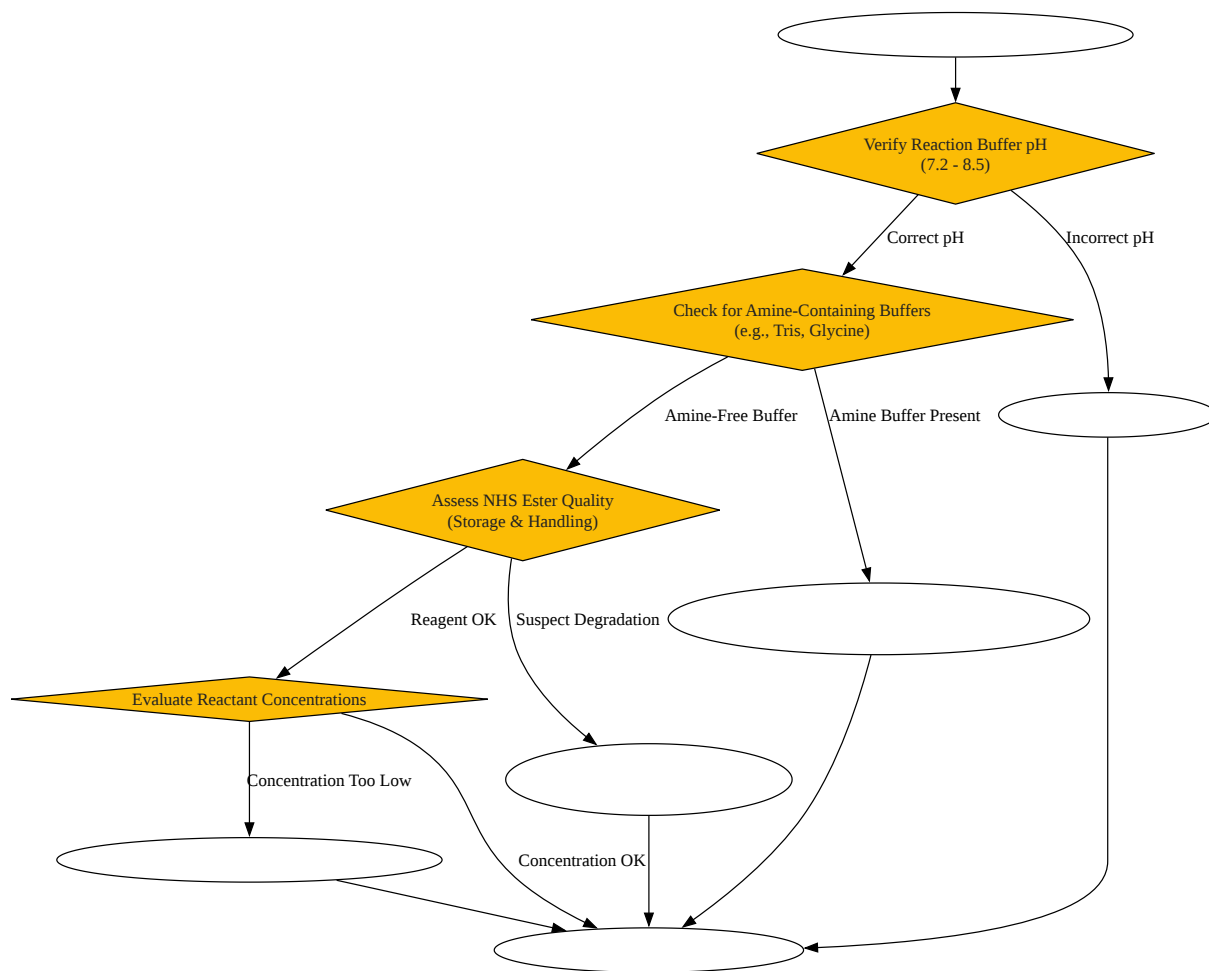 Verify Reaction Buffer pH
(7.2 - 8.5)
Correct pH
Incorrect pH
Check for Amine-Containing Buffers
(e.g., Tris, Glycine)
Amine-Free Buffer
Amine Buffer Present
Assess NHS Ester Quality
(Storage & Handling)
Reagent OK
Suspect Degradation
Evaluate Reactant Concentrations
Concentration Too Low
Concentration OK